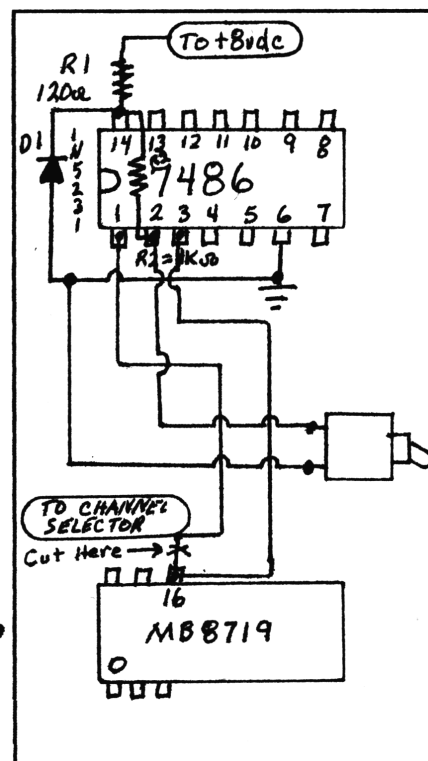 To +8vdc
R1
120Ω
D1
1N5231
14 13 12 11 10 9 8
7486
1 2 3 4 5 6 7
R2=1KΩ
TO CHANNEL
SELECTOR
Cut Here
16
MB8719